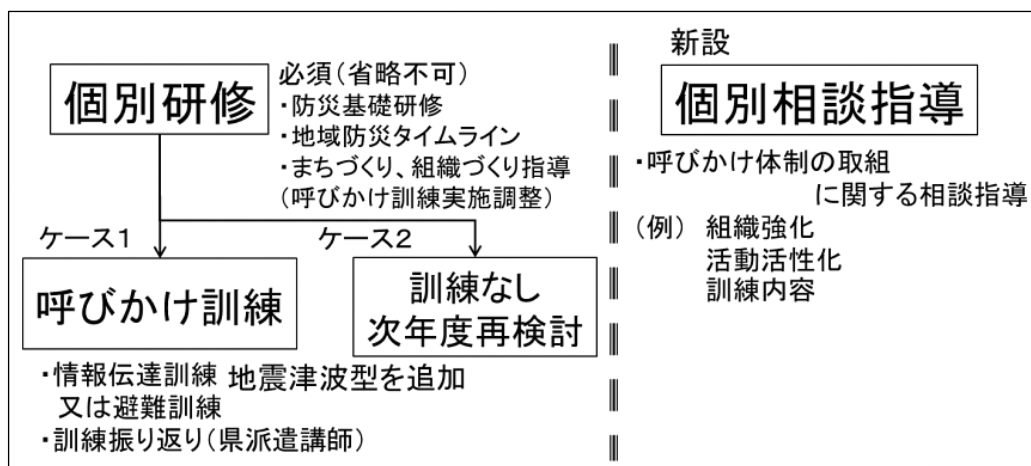 個別研修
必須（省略不可）
・防災基礎研修
・地域防災タイムライン
・まちづくり、組織づくり指導
（呼びかけ訓練実施調整）
ケース１
呼びかけ訓練
・情報伝達訓練 地震津波型を追加
又は避難訓練
・訓練振り返り（県派遣講師）
ケース２
訓練なし
次年度再検討
新設
個別相談指導
・呼びかけ体制の取組
に関する相談指導
（例） 組織強化
活動活性化
訓練内容